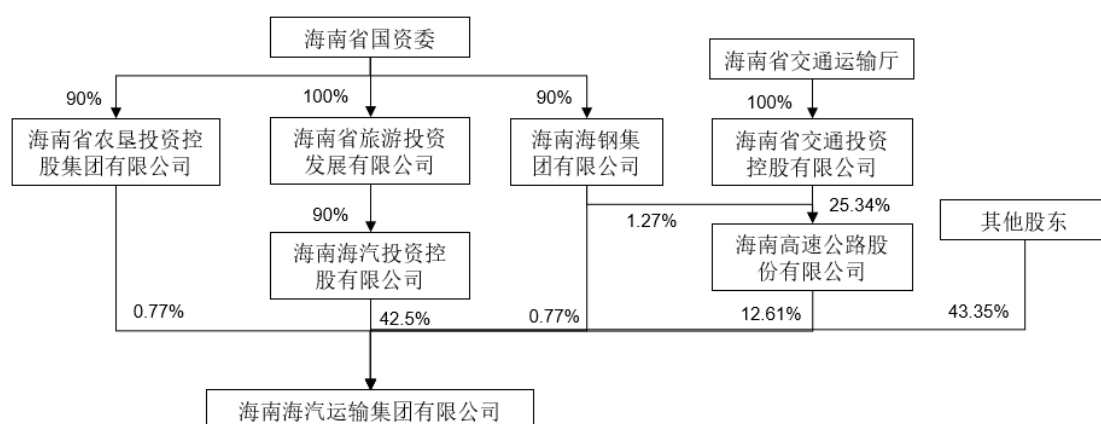 海南省国资委
海南省交通运输厅
90%
100%
90%
100%
海南省农垦投资控
股集团有限公司
海南省旅游投资
发展有限公司
海南海钢集
团有限公司
海南省交通投资
控股有限公司
90%
1.27%
25.34%
其他股东
海南海汽投资控
股有限公司
海南高速公路股
份有限公司
0.77%
42.5%
0.77%
12.61%
43.35%
海南海汽运输集团有限公司